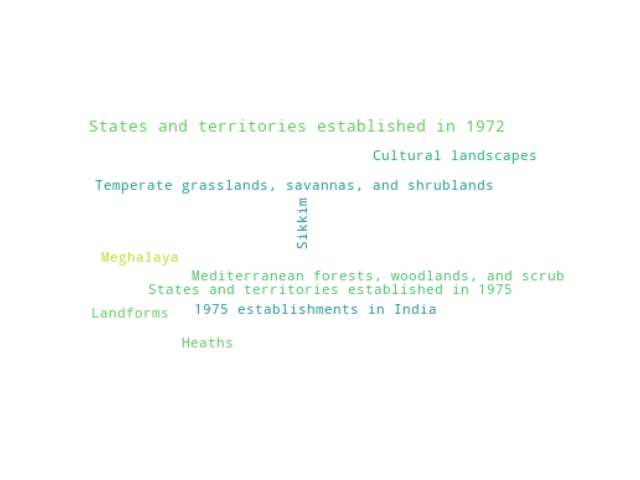 States and territories established in 1972
Cultural landscapes
Temperate grasslands, savannas, and shrublands
Sikkim
Meghalaya
Mediterranean forests, woodlands, and scrub
States and territories established in 1975
1975 establishments in India
Landforms
Heaths